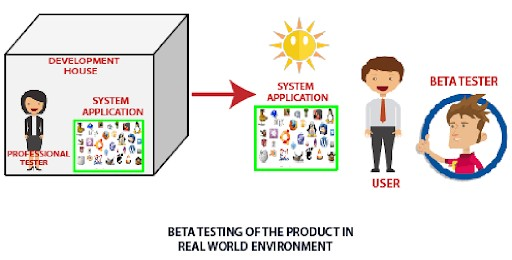 DEVELOPMENT
HOUSE
SYSTEM
APPLICATION
PROFESSIONAL
TESTER
SYSTEM
APPLICATION
USER
BETA TESTER
BETA TESTING OF THE PRODUCT IN
REAL WORLD ENVIRONMENT